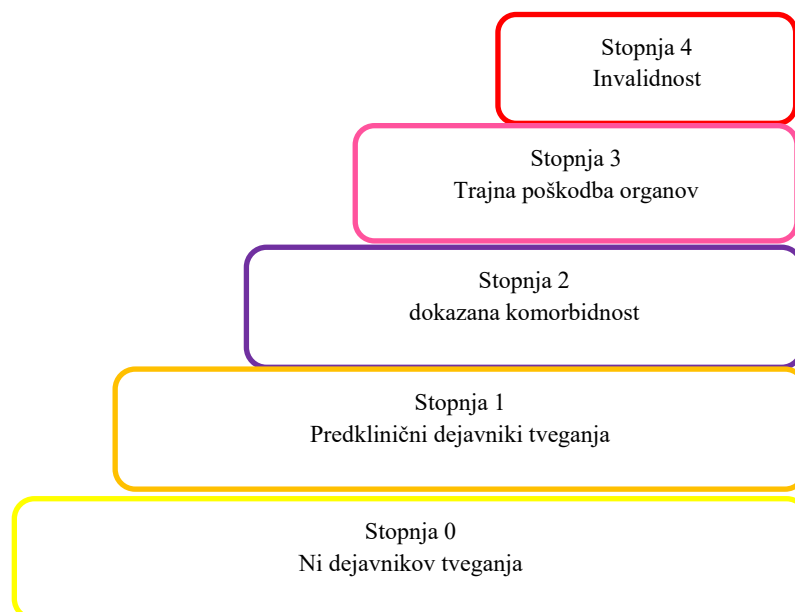 Stopnja 4
Invalidnost
Stopnja 3
Trajna poškodba organov
Stopnja 2
dokazana komorbidnost
Stopnja 1
Predklinični dejavniki tveganja
Stopnja 0
Ni dejavnikov tveganja